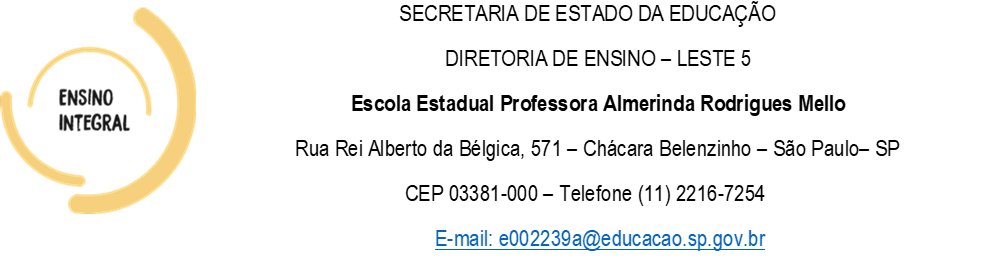 ENSINO
INTEGRAL
SECRETARIA DE ESTADO DA EDUCAÇÃO
DIRETORIA DE ENSINO – LESTE 5
Escola Estadual Professora Almerinda Rodrigues Mello
Rua Rei Alberto da Bélgica, 571 – Chácara Belenzinho – São Paulo– SP
CEP 03381-000 – Telefone (11) 2216-7254
E-mail: e002239a@educacao.sp.gov.br